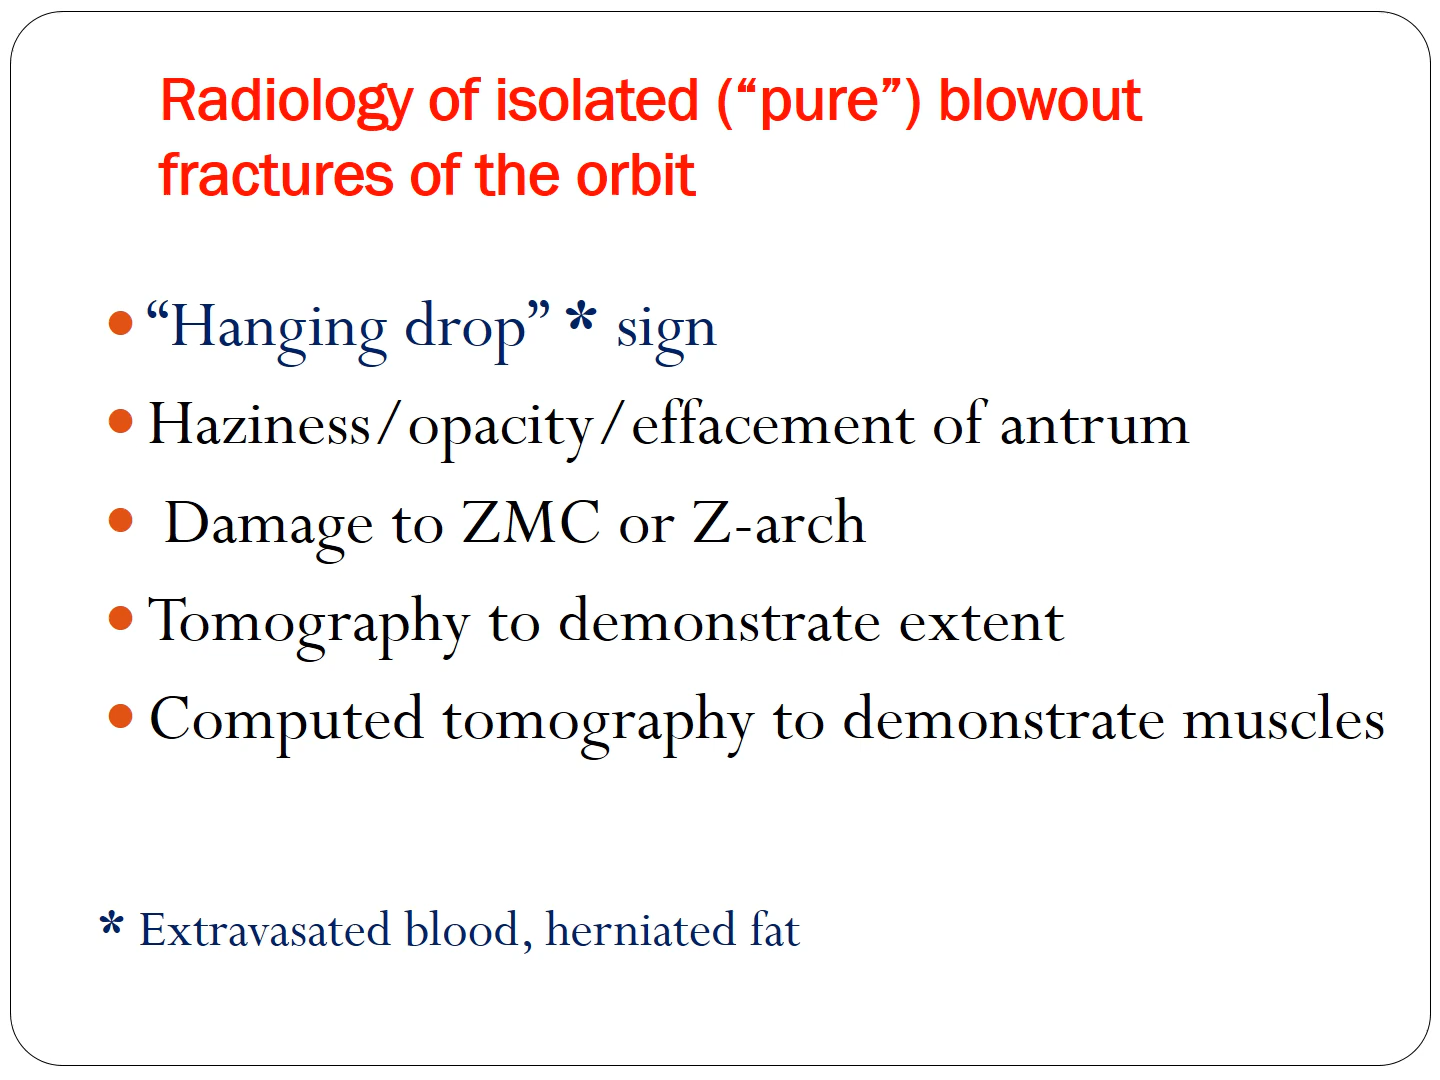 Radiology of isolated (“pure”) blowout
fractures of the orbit
• “Hanging drop” * sign
• Haziness/opacity/effacement of antrum
• Damage to ZMC or Z-arch
• Tomography to demonstrate extent
• Computed tomography to demonstrate muscles
* Extravasated blood, herniated fat